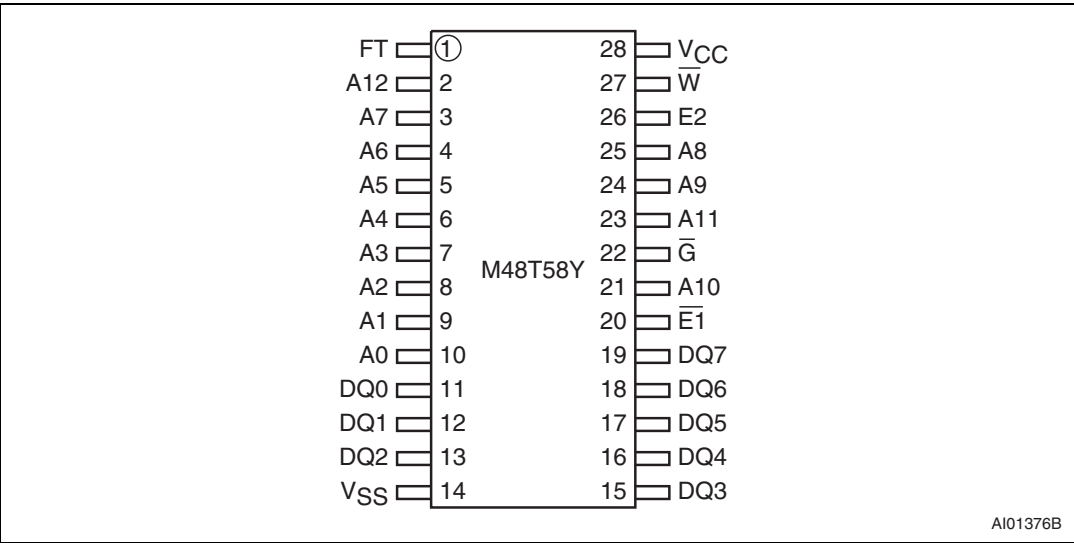 FT 1 28 VCC
A12 2 27 W̅
A7 3 26 E2
A6 4 25 A8
A5 5 24 A9
A4 6 23 A11
A3 7 22 G̅
M48T58Y
A2 8 21 A10
A1 9 20 E̅1̅
A0 10 19 DQ7
DQ0 11 18 DQ6
DQ1 12 17 DQ5
DQ2 13 16 DQ4
VSS 14 15 DQ3
AI01376B